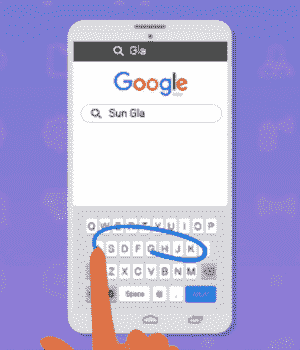 Gla
Google
Sun Gla
Q W E R T Y U I O P
S D F G H J K
Z X C V B N M
Space @ .